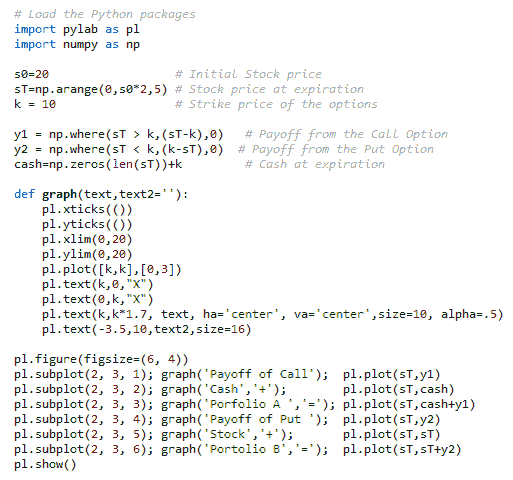 # Load the Python packages
import pylab as pl
import numpy as np
s0=20 # Initial Stock price
sT=np.arange(0,s0*2,5) # Stock price at expiration
k = 10 # Strike price of the options
y1 = np.where(sT > k,(sT-k),0) # Payoff from the Call Option
y2 = np.where(sT < k,(k-sT),0) # Payoff from the Put Option
cash=np.zeros(len(sT))+k # Cash at expiration
def graph(text,text2=''):
pl.xticks(())
pl.yticks(())
pl.xlim(0,20)
pl.ylim(0,20)
pl.plot([k,k],[0,3])
pl.text(k,0,"X")
pl.text(0,k,"X")
pl.text(k,k*1.7, text, ha='center', va='center',size=10, alpha=.5)
pl.text(-3.5,10,text2,size=16)
pl.figure(figsize=(6, 4))
pl.subplot(2, 3, 1); graph('Payoff of Call'); pl.plot(sT,y1)
pl.subplot(2, 3, 2); graph('Cash','+'); pl.plot(sT,cash)
pl.subplot(2, 3, 3); graph('Porfolio A ','='); pl.plot(sT,cash+y1)
pl.subplot(2, 3, 4); graph('Payoff of Put '); pl.plot(sT,y2)
pl.subplot(2, 3, 5); graph('Stock','+'); pl.plot(sT,sT)
pl.subplot(2, 3, 6); graph('Portolio B','='); pl.plot(sT,sT+y2)
pl.show()